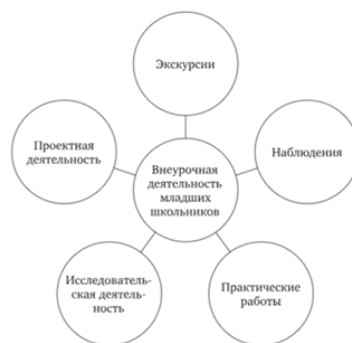 Экскурсии
Проектная
деятельность
Внеурочная
деятельность
младших
школьников
Наблюдения
Исследователь-
ская деятель-
ность
Практические
работы